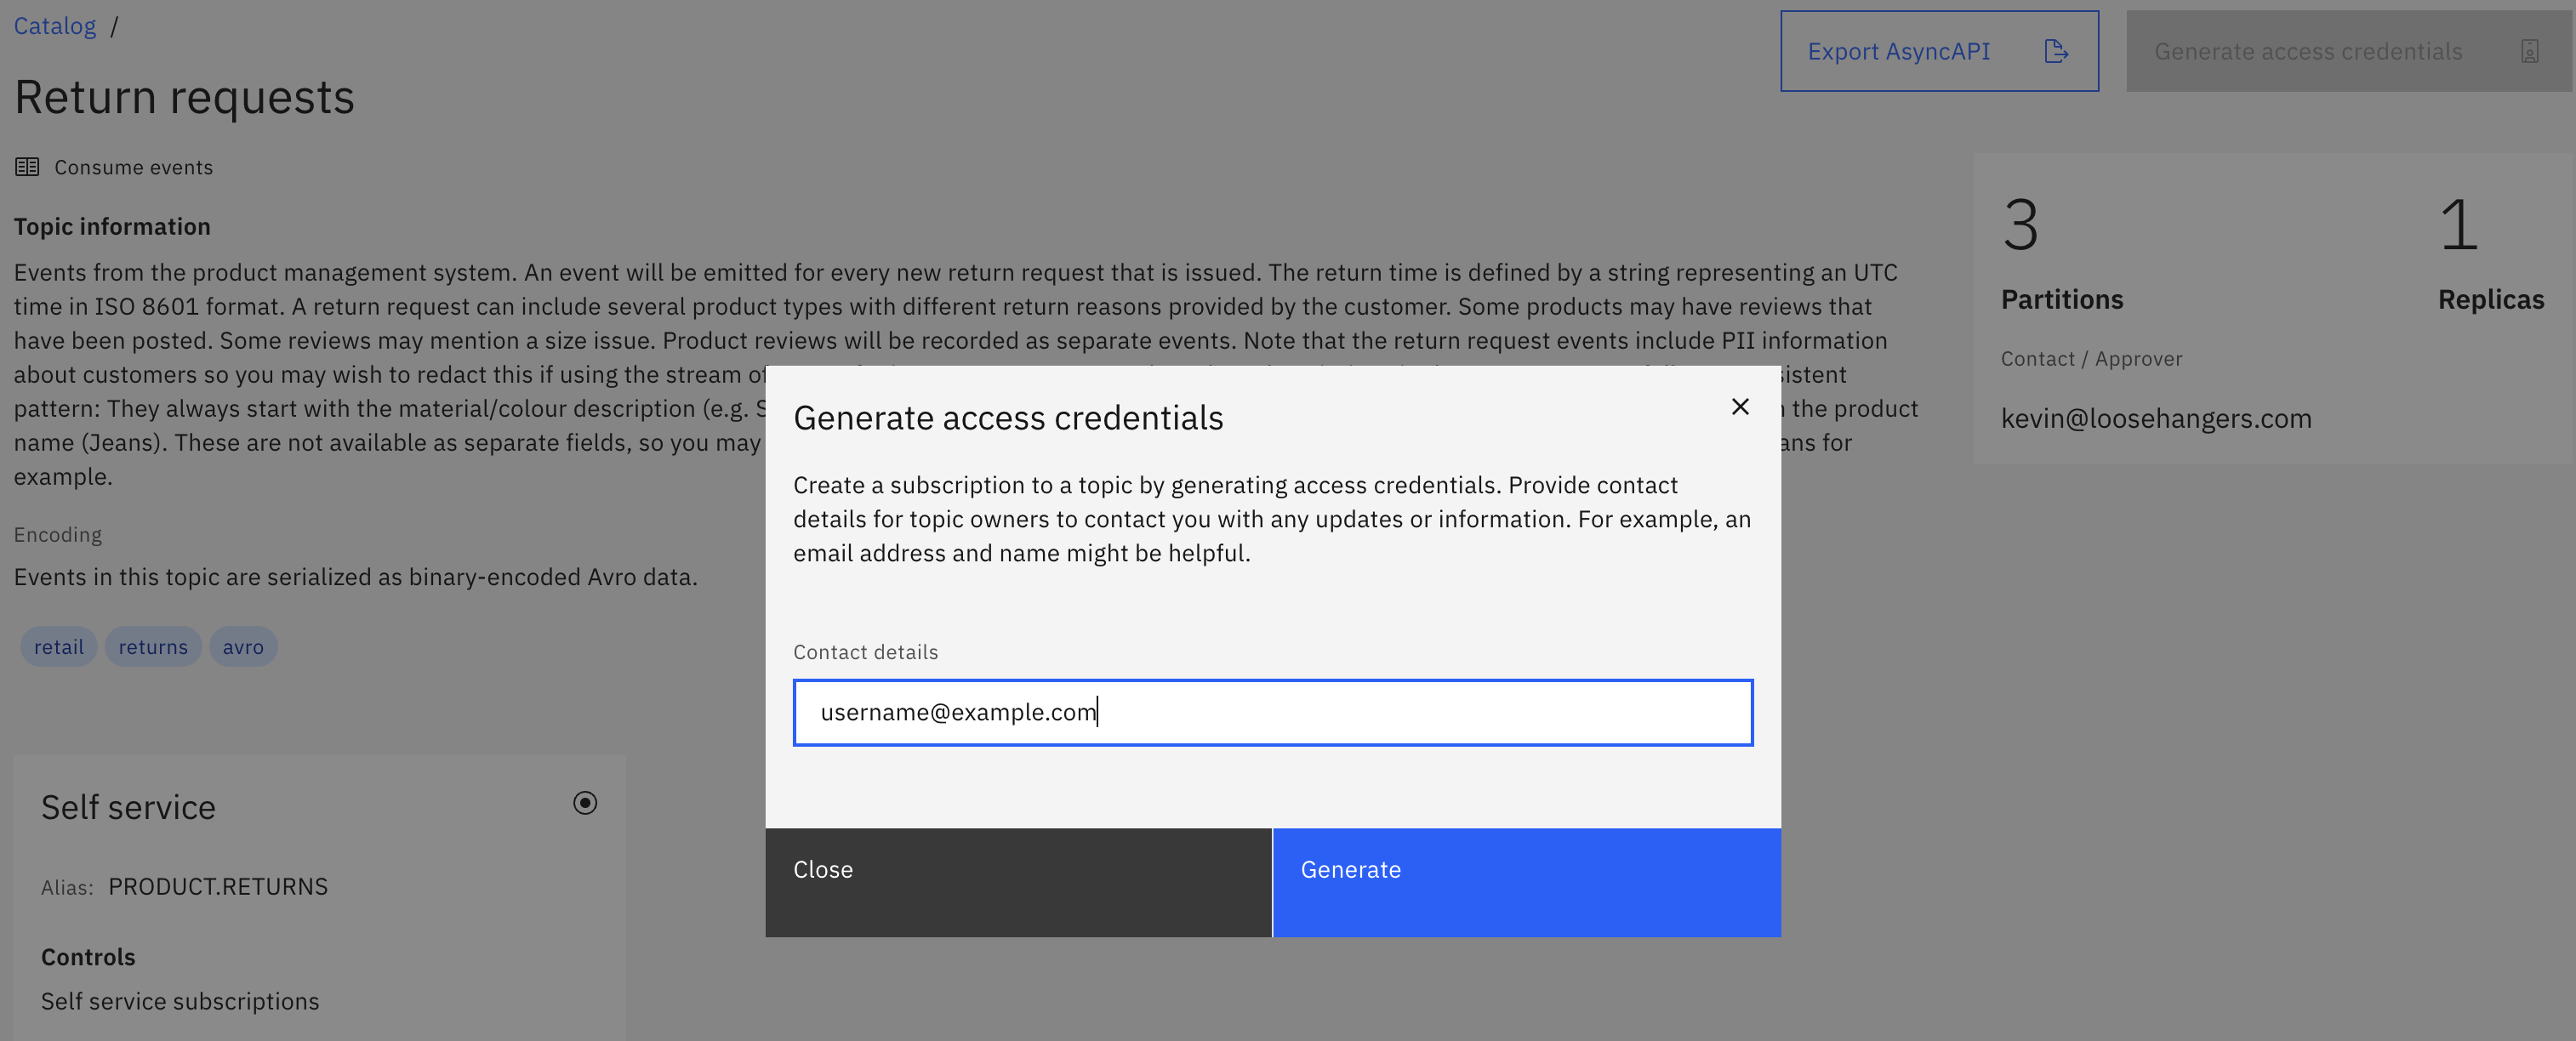 Catalog /
Export AsyncAPI
Generate access credentials
Return requests
Consume events
Topic information
Events from the product management system. An event will be emitted for every new return request that is issued. The return time is defined by a string representing an UTC
time in ISO 8601 format. A return request can include several product types with different return reasons provided by the customer. Some products may have reviews that
have been posted. Some reviews may mention a size issue. Product reviews will be recorded as separate events. Note that the return request events include PII information
about customers so you may wish to redact this if using the stream of
pattern: They always start with the material/colour description (e.g. the product
name (Jeans). These are not available as separate fields, so you may for
example.
Encoding
Events in this topic are serialized as binary-encoded Avro data.
retail returns avro
3
Partitions
1
Replicas
Contact / Approver
kevin@loosehangers.com
Self service
Alias: PRODUCT.RETURNS
Controls
Self service subscriptions
Generate access credentials
Create a subscription to a topic by generating access credentials. Provide contact
details for topic owners to contact you with any updates or information. For example, an
email address and name might be helpful.
Contact details
username@example.com
Close
Generate